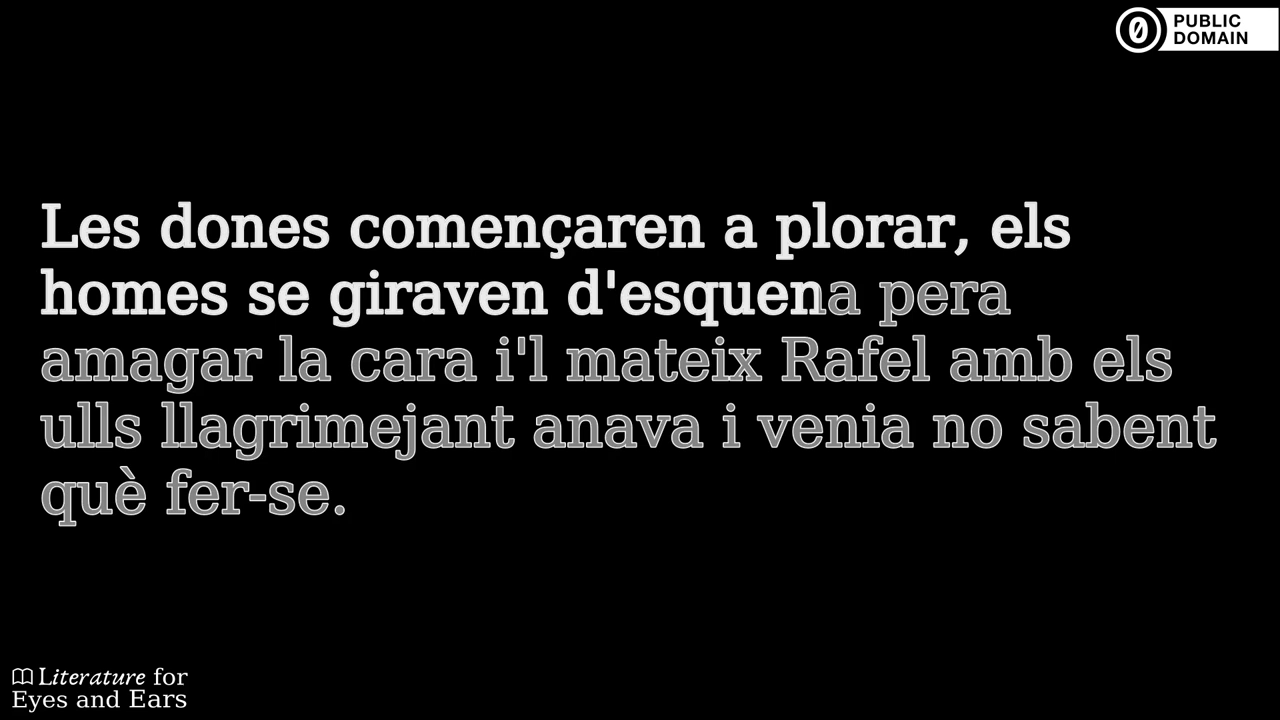 PUBLIC
DOMAIN
Les dones començaren a plorar, els
homes se giraven d'esquena pera
amagar la cara i'l mateix Rafel amb els
ulls llagrimejant anava i venia no sabent
què fer-se.
Literature for
Eyes and Ears